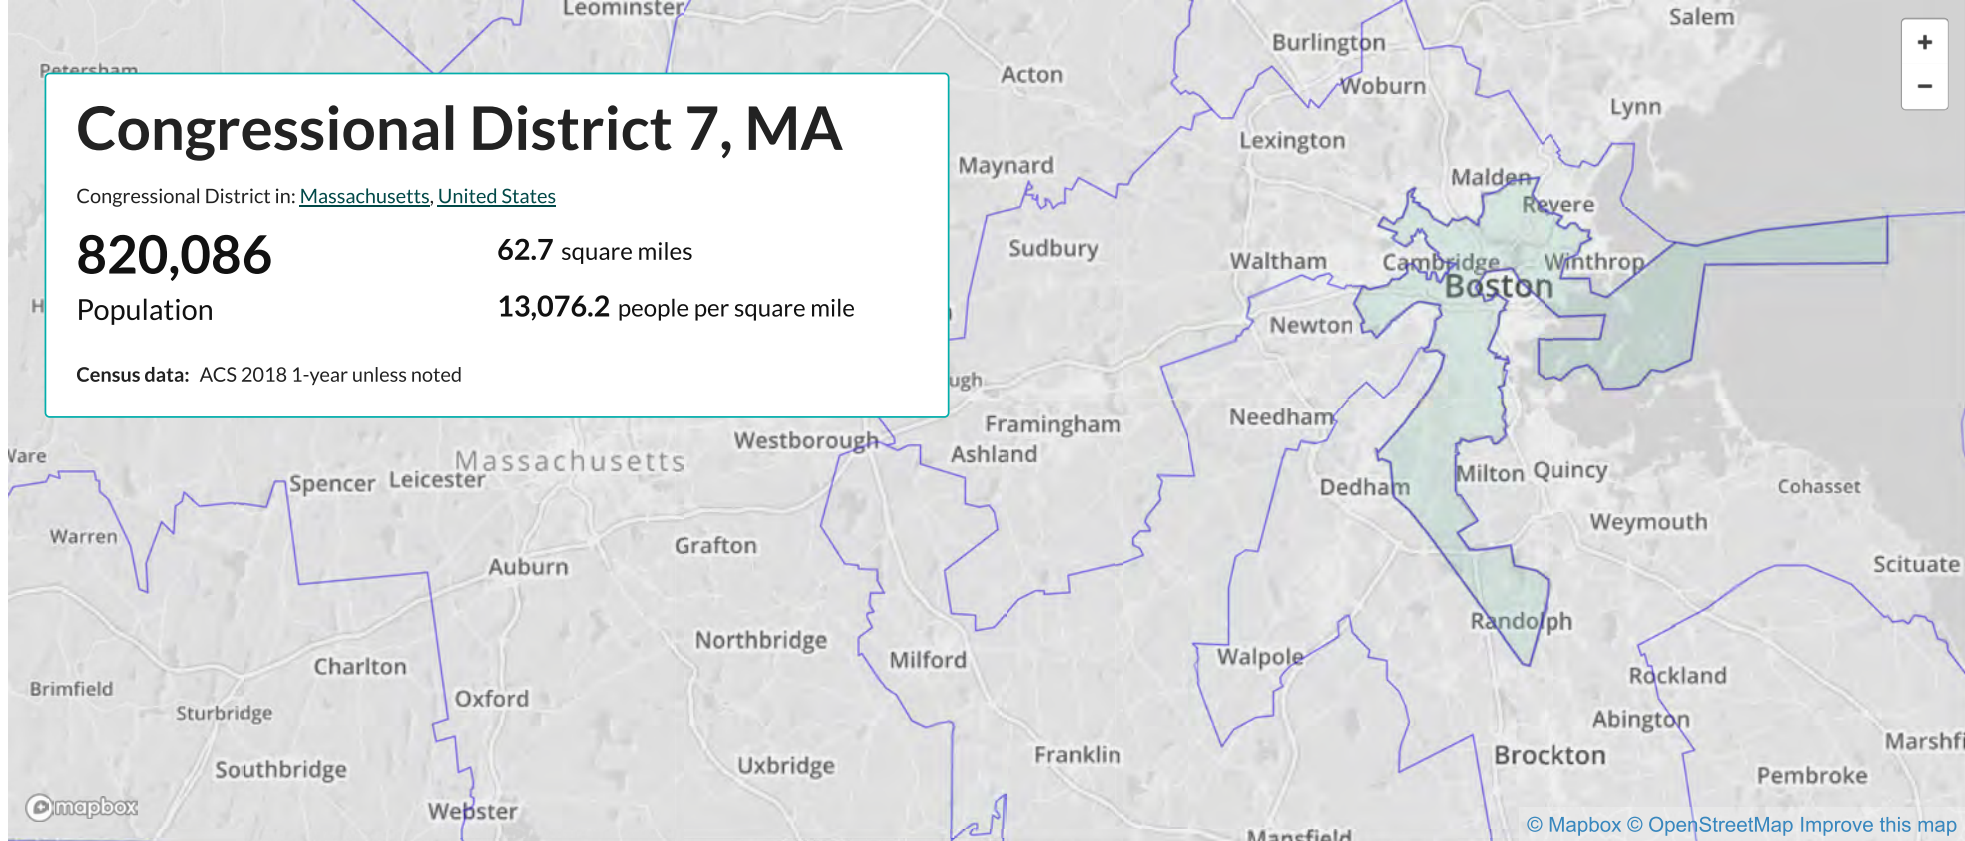 Leominster
Salem
Burlington
Petersham
Acton
Woburn
Lynn
Congressional District 7, MA
Lexington
Maynard
Malden
Congressional District in: Massachusetts, United States
Revere
820,086
62.7 square miles
Sudbury
Waltham
Cambridge
Winthrop
Boston
Population
13,076.2 people per square mile
H
Newton
Census data: ACS 2018 1-year unless noted
ugh
Framingham
Needham
Westborough
Ashland
Ware
Massachusetts
Spencer
Leicester
Dedham
Milton
Quincy
Cohasset
Warren
Grafton
Weymouth
Auburn
Scituate
Randolph
Northbridge
Milford
Walpole
Charlton
Rockland
Brimfield
Oxford
Sturbridge
Abington
Franklin
Brockton
Marshfi
Southbridge
Uxbridge
Pembroke
mapbox
Webster
Mansfield
© Mapbox © OpenStreetMap Improve this map